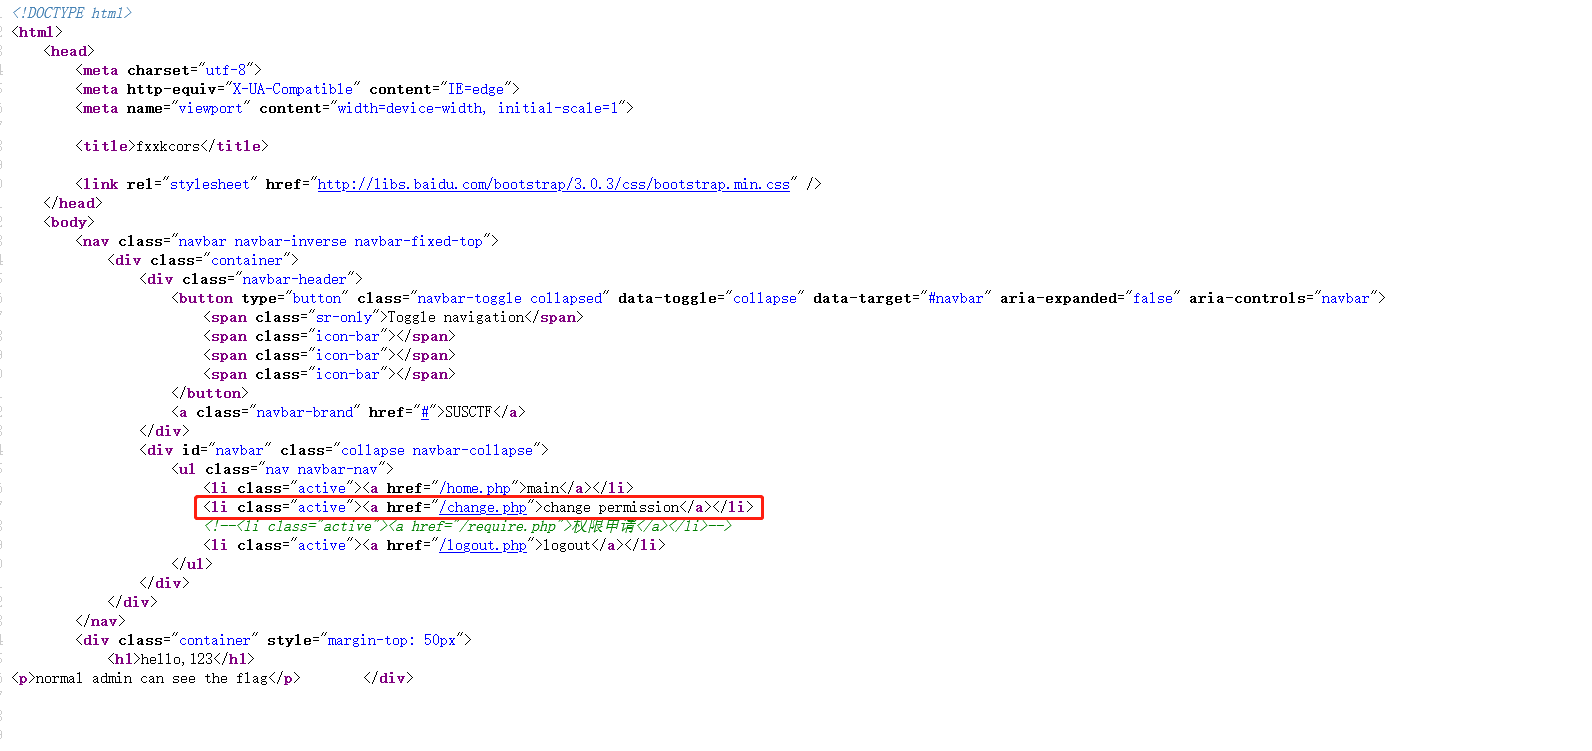 <!DOCTYPE html>
<html>
<head>
<meta charset="utf-8">
<meta http-equiv="X-UA-Compatible" content="IE=edge">
<meta name="viewport" content="width=device-width, initial-scale=1">
<title>fxxkcors</title>
<link rel="stylesheet" href="http://libs.baidu.com/bootstrap/3.0.3/css/bootstrap.min.css" />
</head>
<body>
<nav class="navbar navbar-inverse navbar-fixed-top">
<div class="container">
<div class="navbar-header">
<button type="button" class="navbar-toggle collapsed" data-toggle="collapse" data-target="#navbar" aria-expanded="false" aria-controls="navbar">
<span class="sr-only">Toggle navigation</span>
<span class="icon-bar"></span>
<span class="icon-bar"></span>
<span class="icon-bar"></span>
</button>
<a class="navbar-brand" href="#">SUSCTF</a>
</div>
<div id="navbar" class="collapse navbar-collapse">
<ul class="nav navbar-nav">
<li class="active"><a href="/home.php">main</a></li>
<li class="active"><a href="/change.php">change permission</a></li>
<!--<li class="active"><a href="/require.php">权限申请</a></li>-->
<li class="active"><a href="/logout.php">logout</a></li>
</ul>
</div>
</div>
</nav>
<div class="container" style="margin-top: 50px">
<h1>hello,123</h1>
<p>normal admin can see the flag</p> </div>